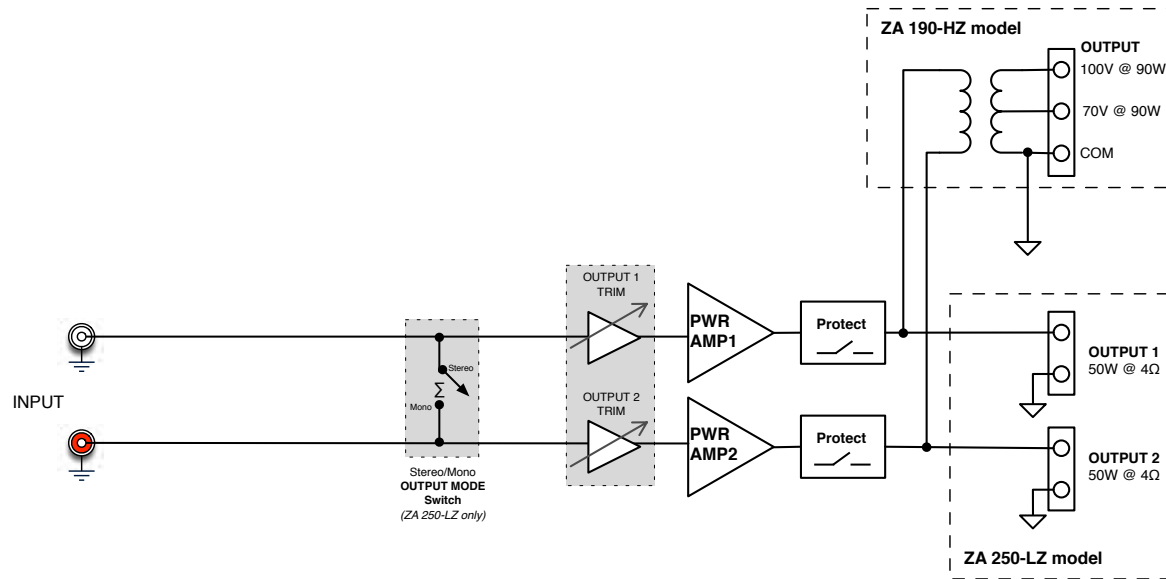 ZA 190-HZ model
OUTPUT
100V @ 90W
70V @ 90W
COM
OUTPUT 1
TRIM
PWR
AMP1
Protect
Stereo
Σ
Mono
INPUT
OUTPUT 1
50W @ 4Ω
OUTPUT 2
TRIM
PWR
AMP2
Protect
OUTPUT 2
50W @ 4Ω
Stereo/Mono
OUTPUT MODE
Switch
(ZA 250-LZ only)
ZA 250-LZ model